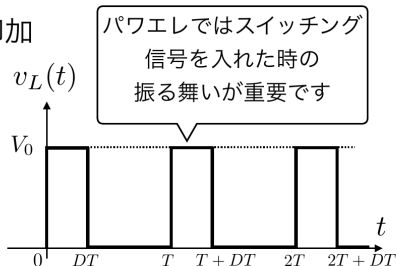 印加
パワエレではスイッチング
信号を入れた時の
振る舞いが重要です
v_L(t)
V_0
t
0 DT T T + DT 2T 2T + DT